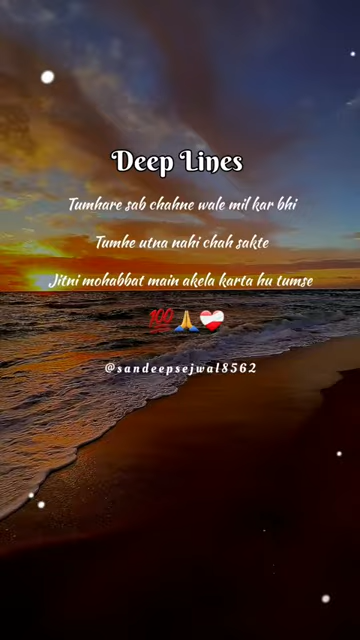 Deep Lines
Tumhare sab chahne wale mil kar bhi
Tumhe utna nahi chah sakte
Jitni mohabbat main akela karta hu tumse
💯🙏❤️‍🩹
@sandeepsejwal8562